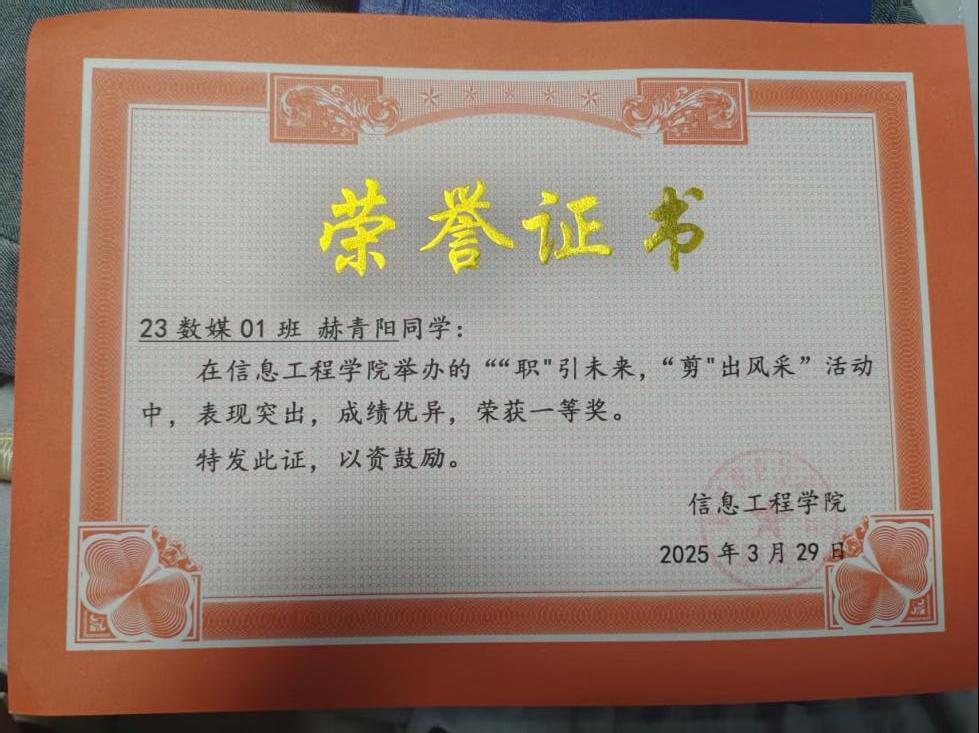 荣誉证书
23 数媒 01 班 赫青阳同学：
在信息工程学院举办的““职"引未来，“剪"出风采”活动
中，表现突出，成绩优异，荣获一等奖。
特发此证，以资鼓励。
信息工程学院
2025 年 3 月 29 日